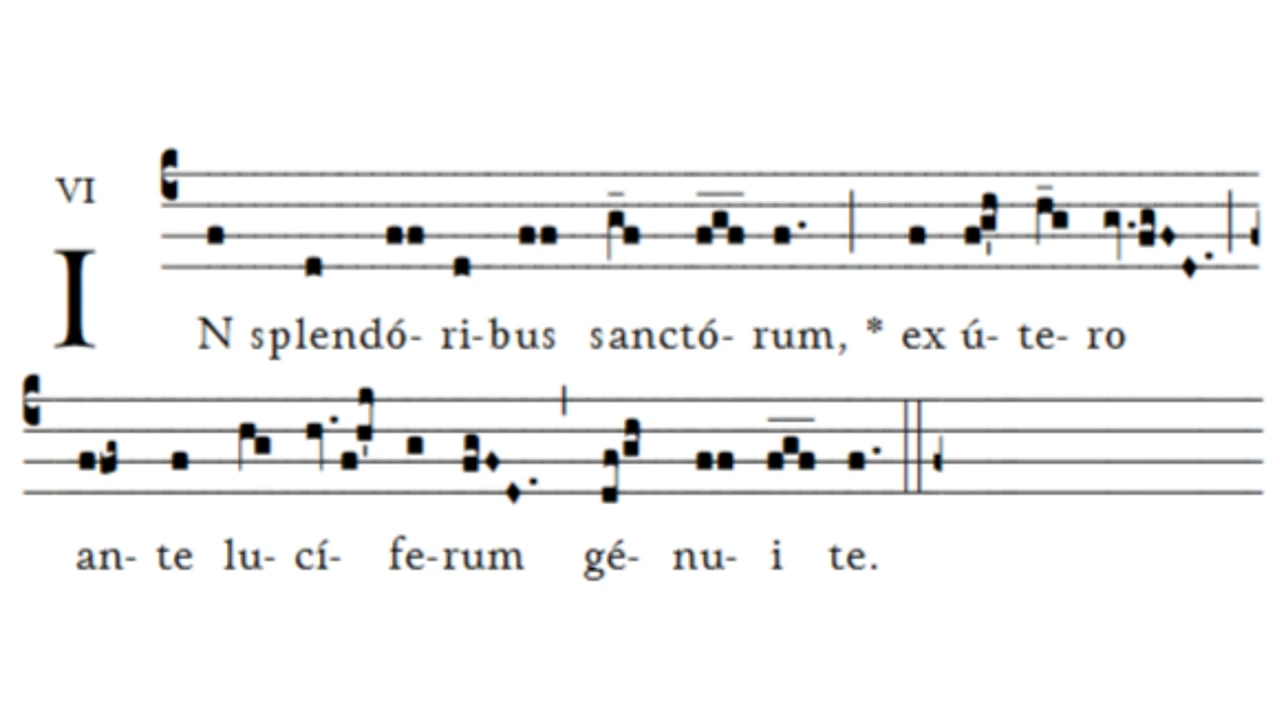 VI
IN splendó- ri-bus sanctó- rum, * ex ú- te- ro
an- te lu- cí- fe-rum gé- nu- i te.